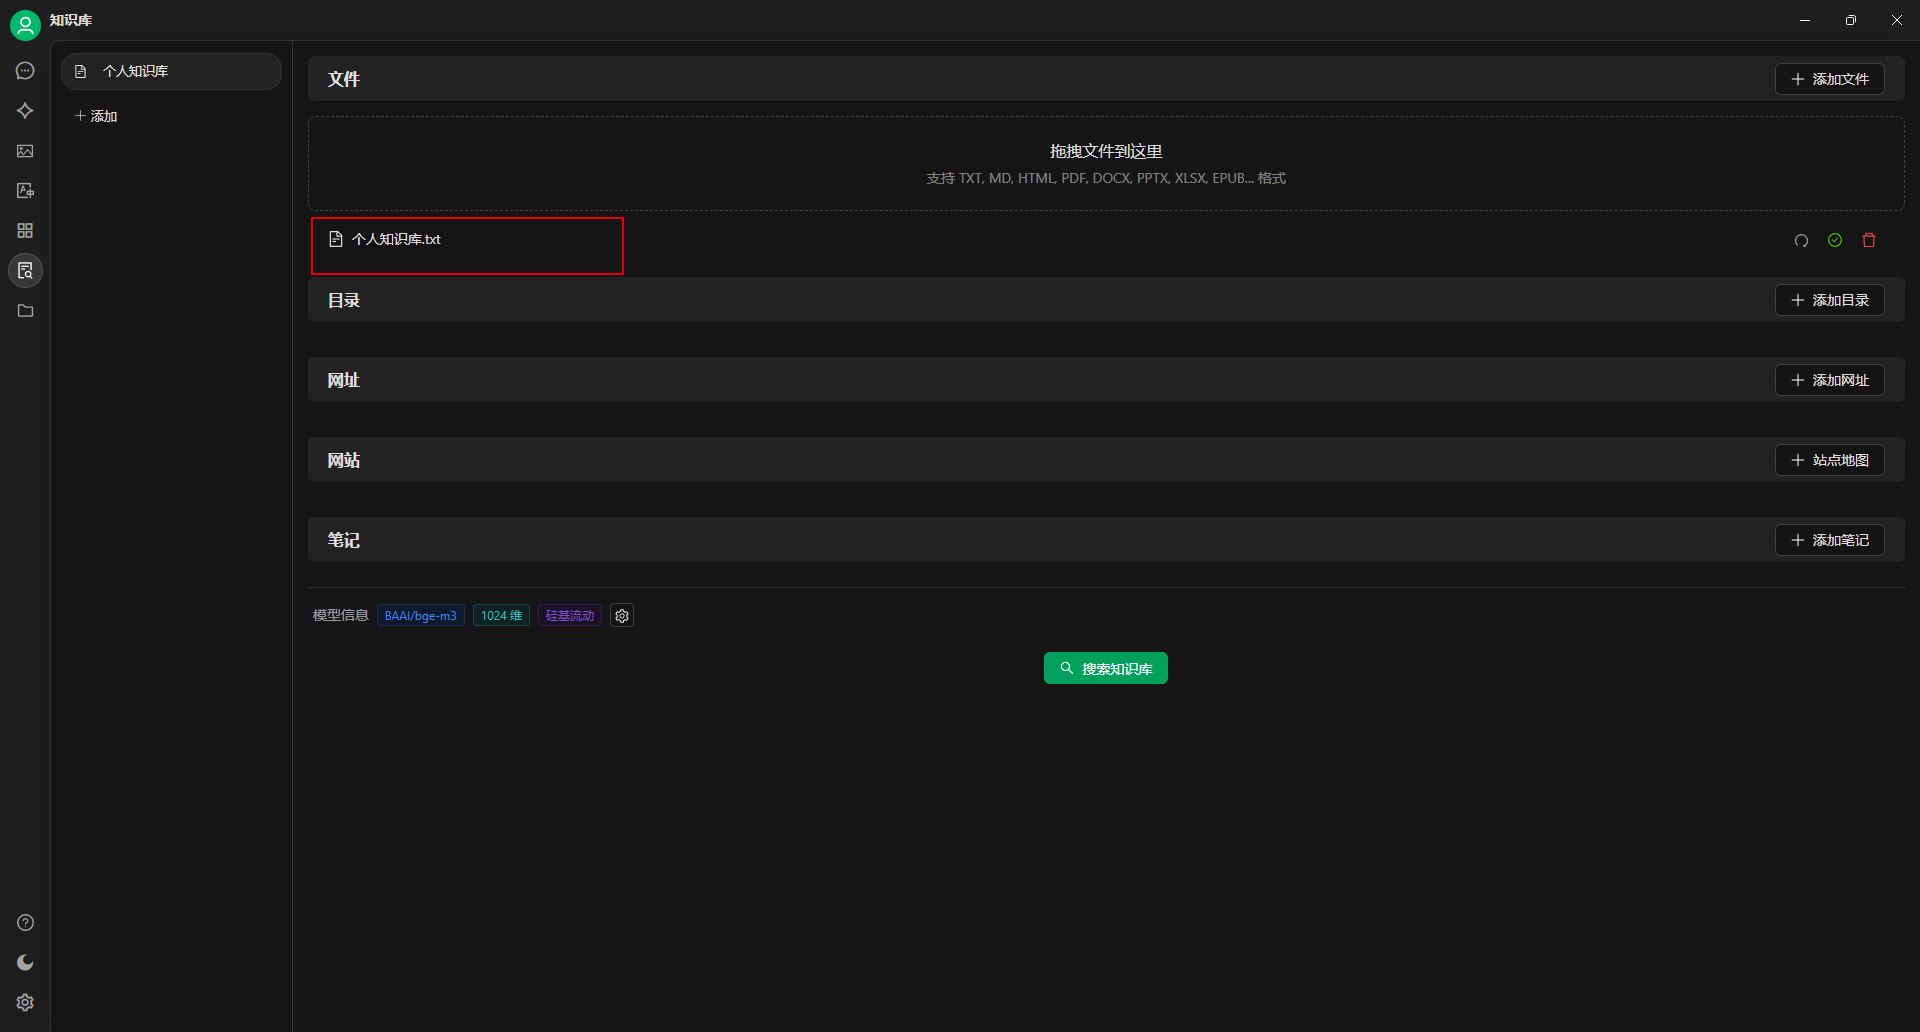 知识库
个人知识库
添加
文件
添加文件
拖拽文件到这里
支持 TXT, MD, HTML, PDF, DOCX, PPTX, XLSX, EPUB... 格式
个人知识库.txt
目录
添加目录
网址
添加网址
网站
站点地图
笔记
添加笔记
模型信息 BAAI/bge-m3 1024 维 硅基流动
搜索知识库